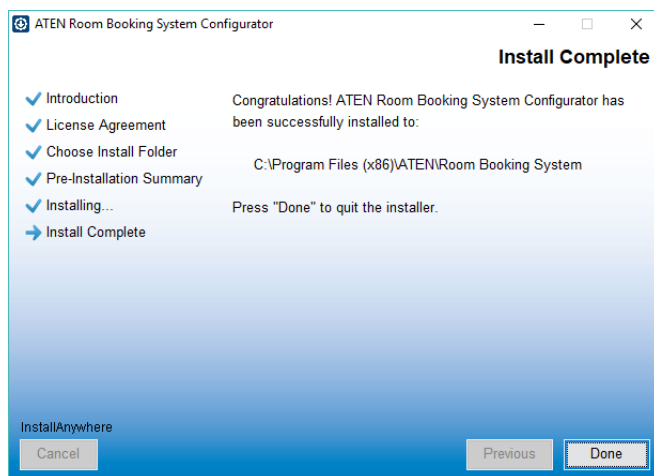 ATEN Room Booking System Configurator
Install Complete
Introduction
License Agreement
Choose Install Folder
Pre-Installation Summary
Installing...
Install Complete
Congratulations! ATEN Room Booking System Configurator has
been successfully installed to:
C:\Program Files (x86)\ATEN\Room Booking System
Press "Done" to quit the installer.
InstallAnywhere
Cancel
Previous
Done